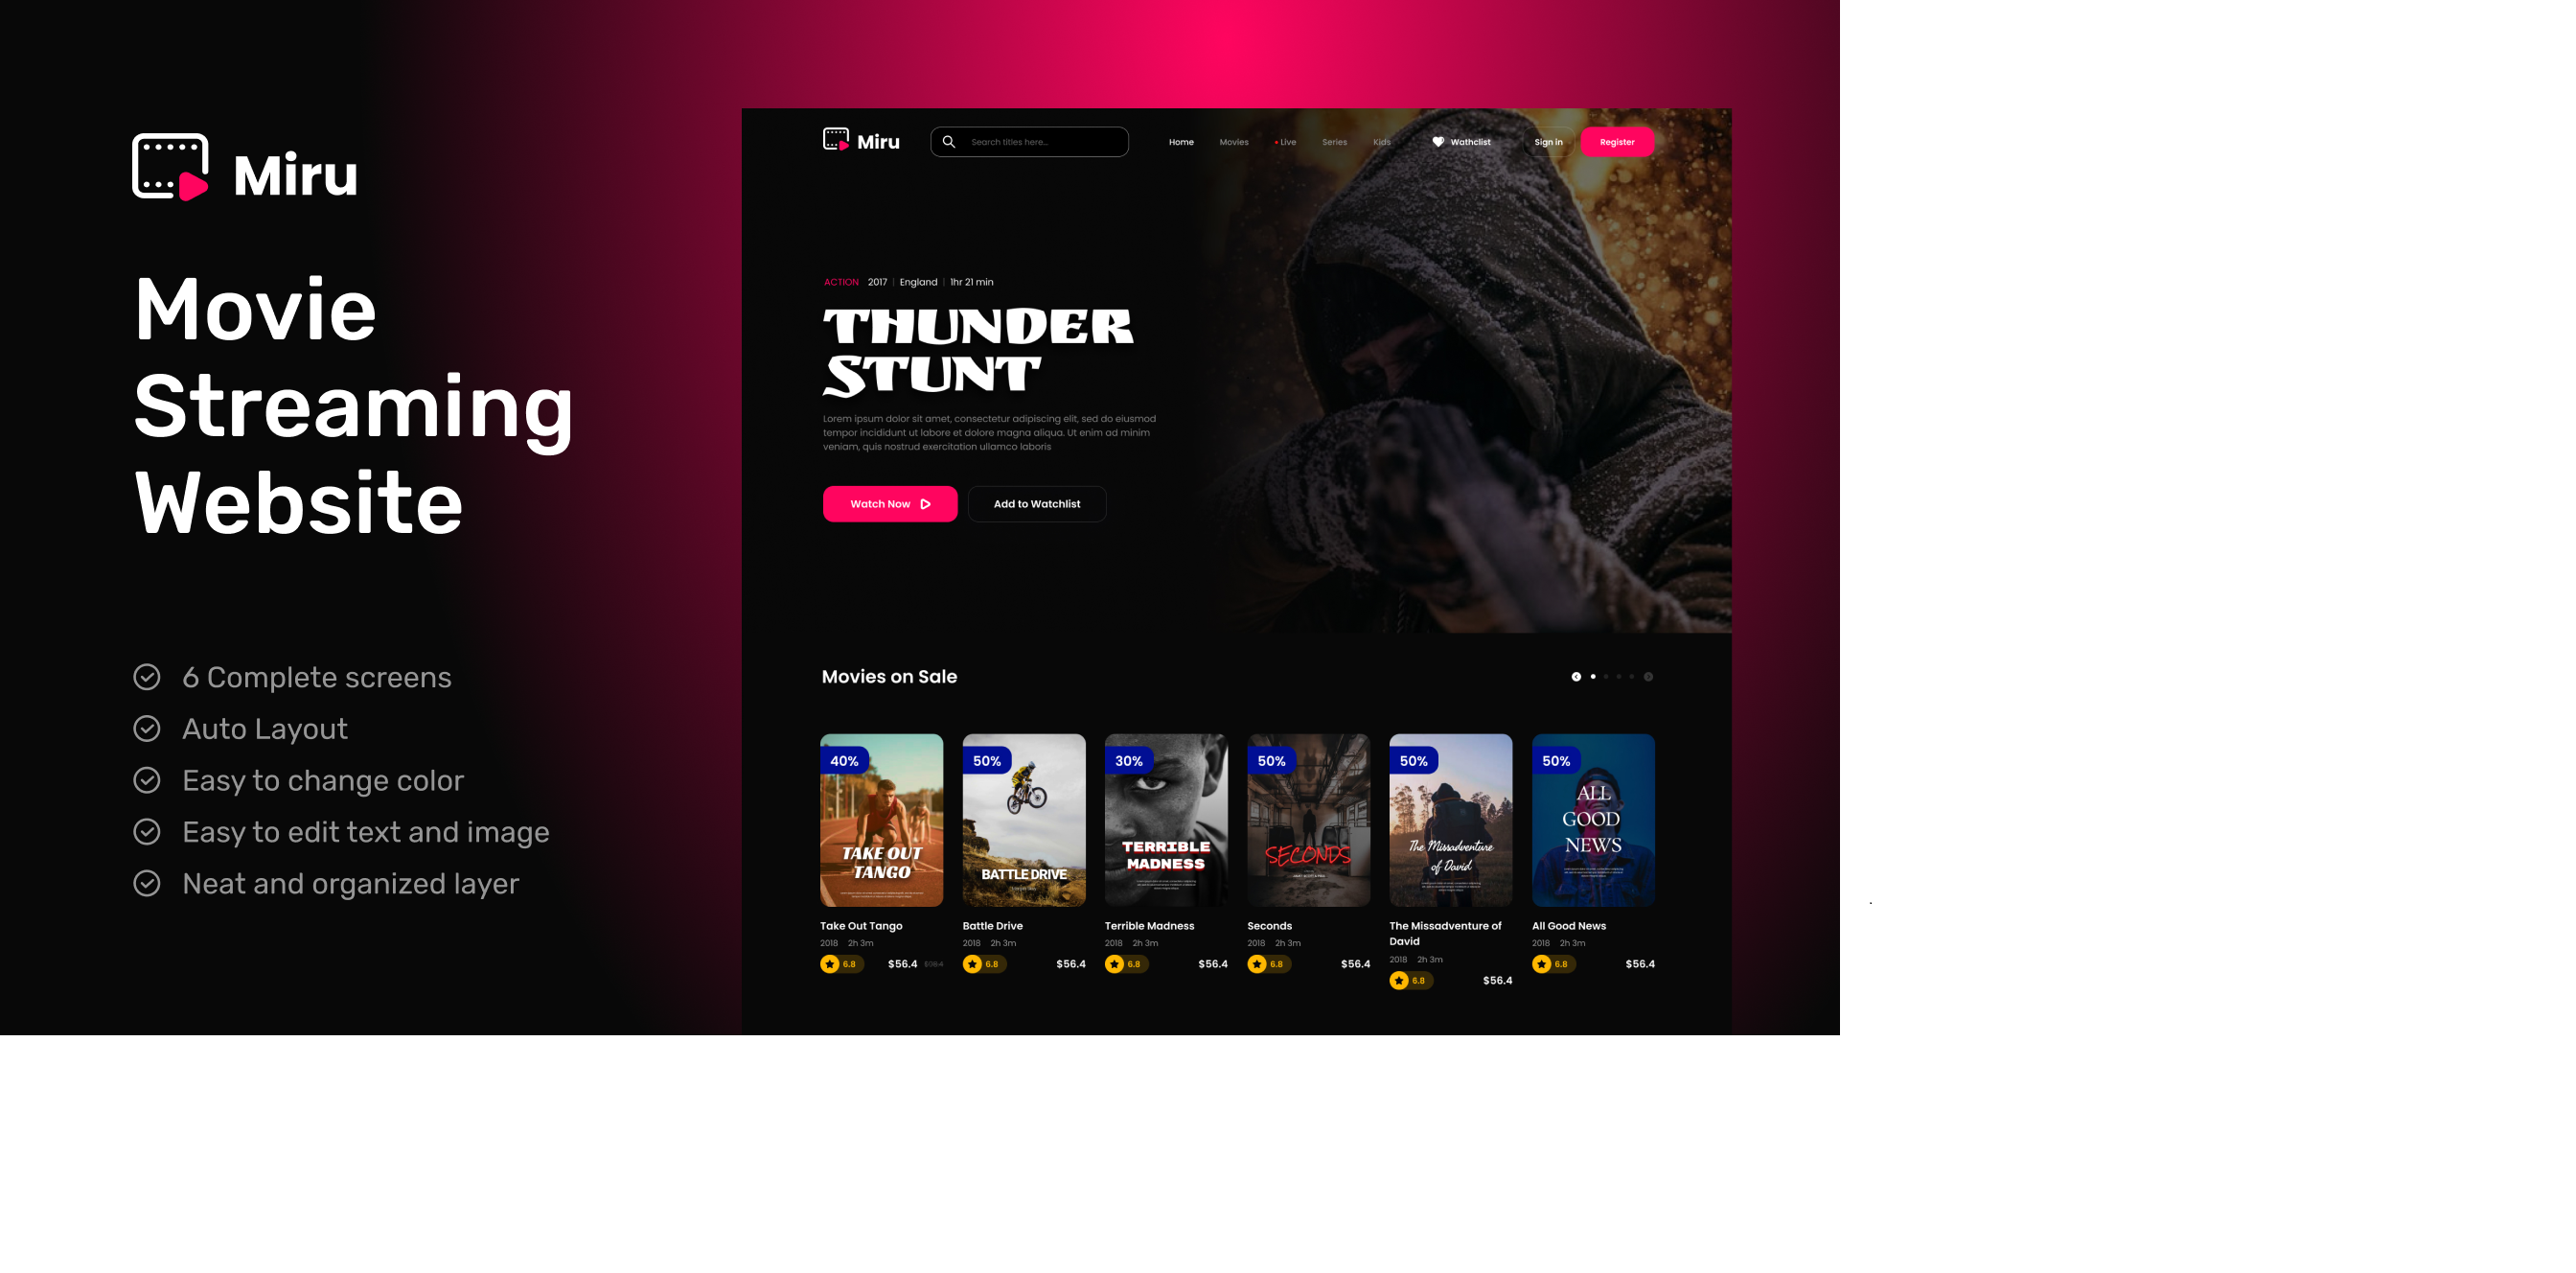 Miru
Movie
Streaming
Website
6 Complete screens
Auto Layout
Easy to change color
Easy to edit text and image
Neat and organized layer
Miru
Search titles here...
Home
Movies
Live
Series
Kids
Wathclist
Sign in
Register
ACTION 2017 | England | 1hr 21 min
THUNDER
STUNT
Lorem ipsum dolor sit amet, consectetur adipiscing elit, sed do eiusmod
tempor incididunt ut labore et dolore magna aliqua. Ut enim ad minim
veniam, quis nostrud exercitation ullamco laboris
Watch Now
Add to Watchlist
Movies on Sale
40%
TAKE OUT
TANGO
Take Out Tango
2018 2h 3m
6.8
$56.4
50%
BATTLE DRIVE
Battle Drive
2018 2h 3m
6.8
$56.4
30%
TERRIBLE
MADNESS
Terrible Madness
2018 2h 3m
6.8
$56.4
50%
SECONDS
Seconds
2018 2h 3m
6.8
$56.4
50%
The Missadventure
of David
The Missadventure of
David
2018 2h 3m
6.8
$56.4
50%
ALL
GOOD
NEWS
All Good News
2018 2h 3m
6.8
$56.4